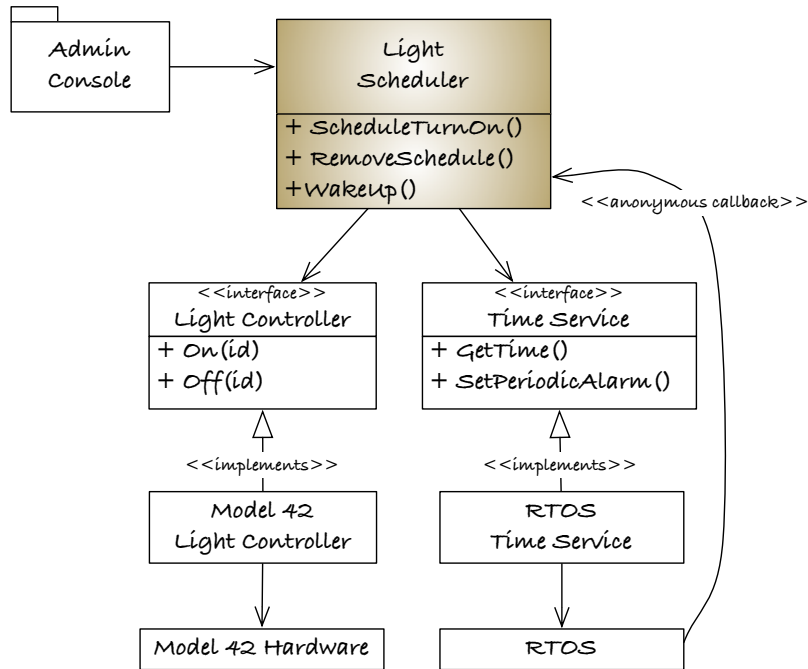 Admin
Console
Light
Scheduler
+ ScheduleTurnOn()
+ RemoveSchedule()
+WakeUp()
<<anonymous callback>>
<<interface>>
Light Controller
+ On(id)
+ Off(id)
<<interface>>
Time Service
+ GetTime()
+ SetPeriodicAlarm()
<<implements>>
<<implements>>
Model 42
Light Controller
RTOS
Time Service
Model 42 Hardware
RTOS